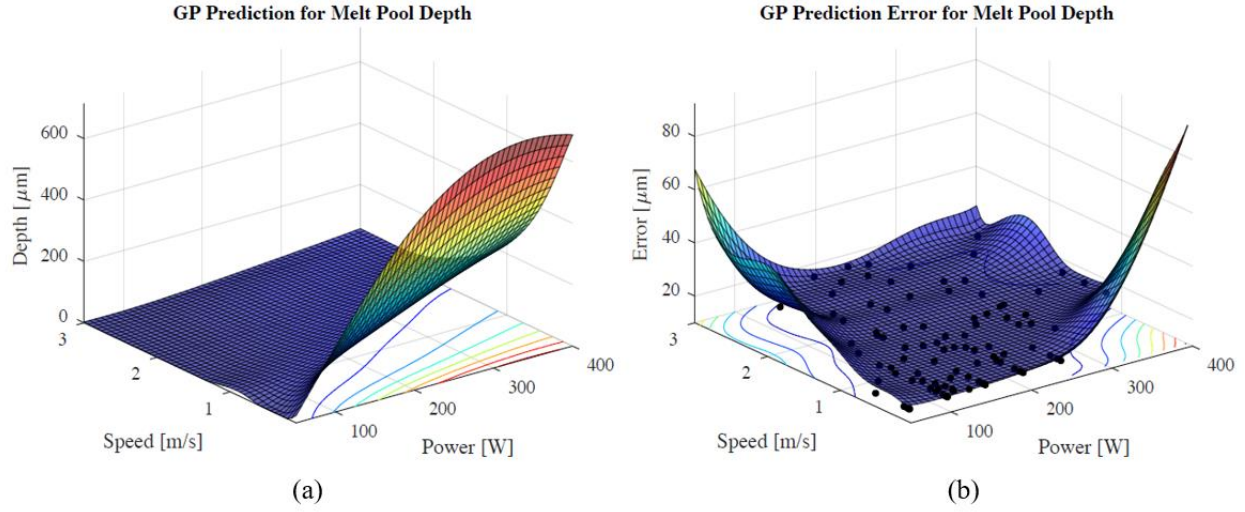 GP Prediction for Melt Pool Depth
600
400
200
0
Depth [μm]
3
2
1
Speed [m/s]
100
200
300
400
Power [W]
(a)
GP Prediction Error for Melt Pool Depth
80
60
40
20
Error [μm]
3
2
1
Speed [m/s]
100
200
300
400
Power [W]
(b)